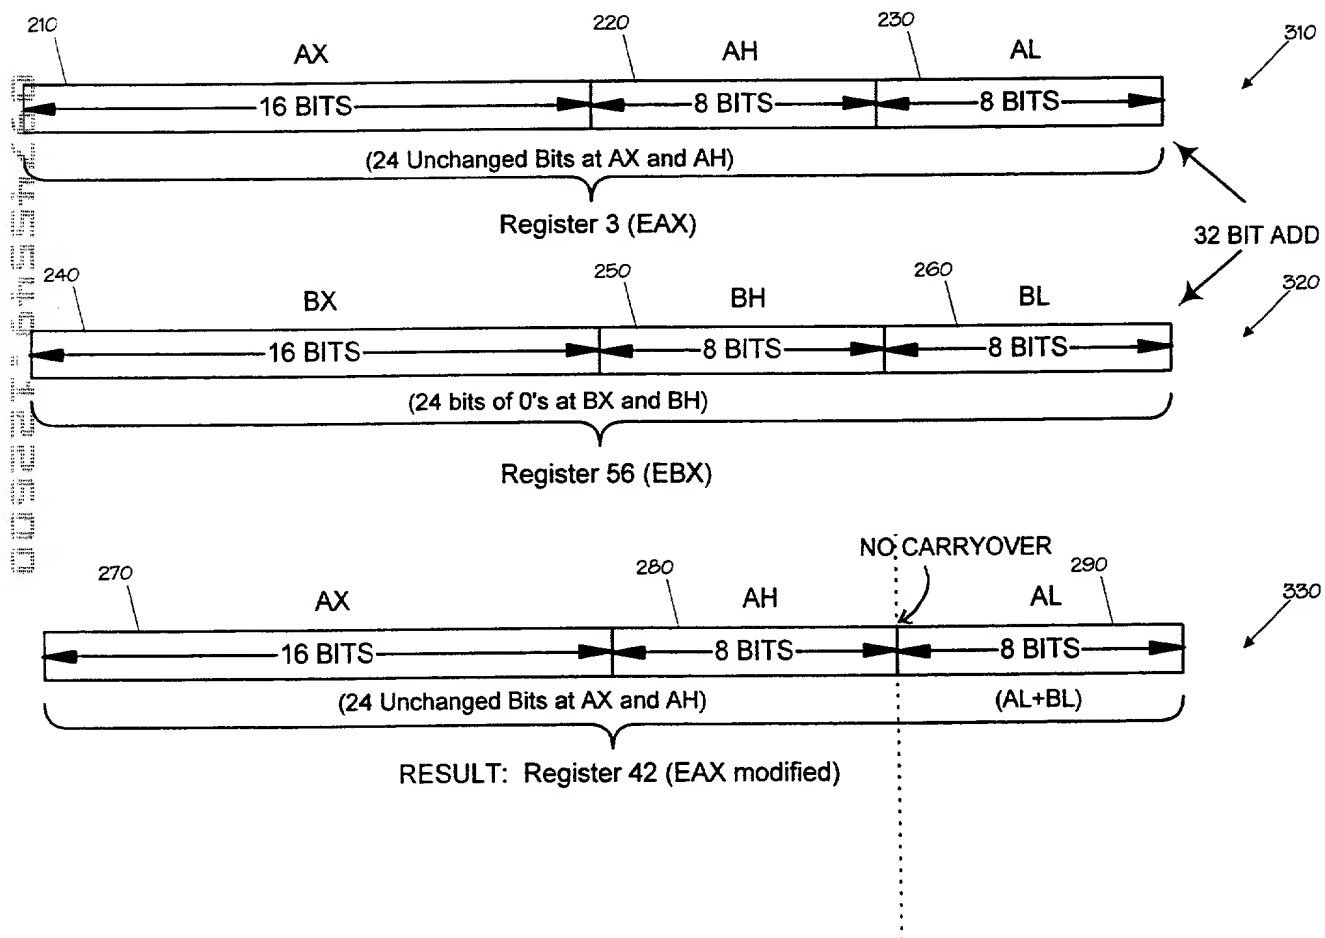 210 220 230 310
AX AH AL
16 BITS 8 BITS 8 BITS
(24 Unchanged Bits at AX and AH)
Register 3 (EAX)
32 BIT ADD
240 250 260 320
BX BH BL
16 BITS 8 BITS 8 BITS
(24 bits of 0's at BX and BH)
Register 56 (EBX)
NO CARRYOVER
270 280 290 330
AX AH AL
16 BITS 8 BITS 8 BITS
(24 Unchanged Bits at AX and AH) (AL+BL)
RESULT: Register 42 (EAX modified)